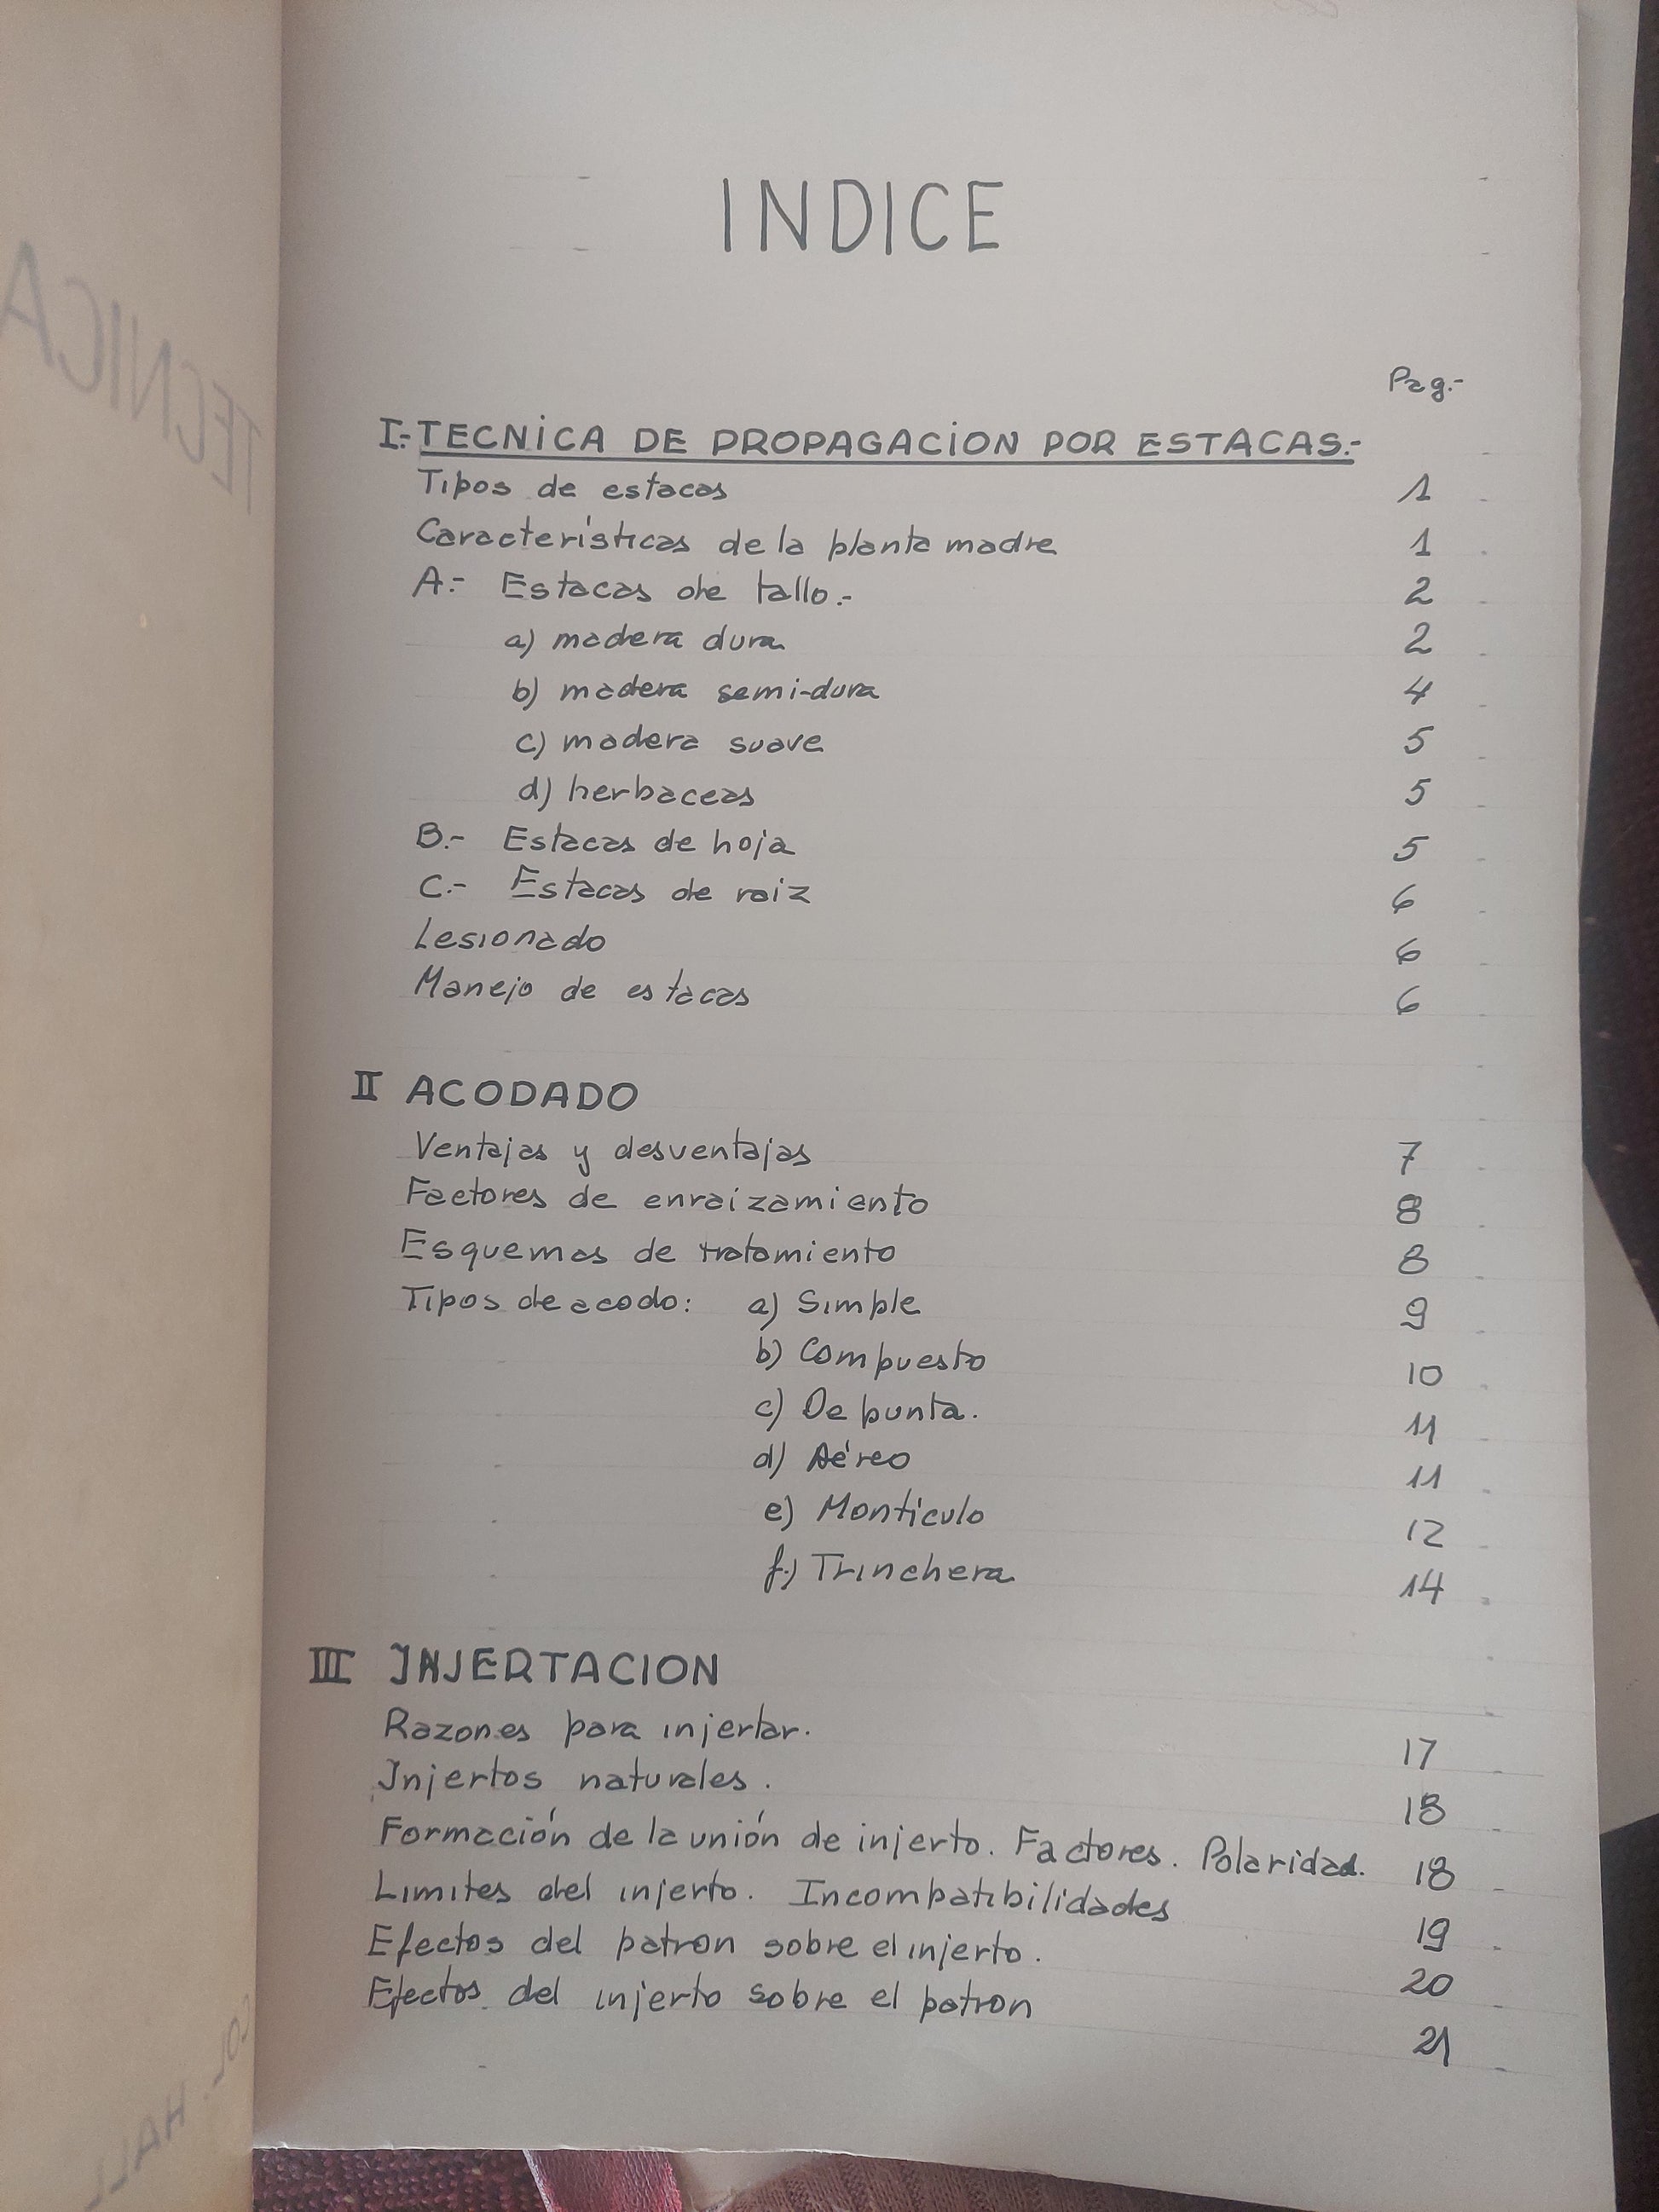 INDICE
Pag.-
I.- TECNICA DE PROPAGACION POR ESTACAS.-
Tipos de estacas 1
Características de la planta madre 1
A.- Estacas de tallo.- 2
a) madera dura 2
b) madera semi-dura 4
c) madera suave 5
d) herbaceas 5
B.- Estacas de hoja 5
C.- Estacas de raiz 6
Lesionado 6
Manejo de estacas 6
II ACODADO
Ventajas y desventajas 7
Factores de enraizamiento 8
Esquemas de tratamiento 8
Tipos de acodo: a) Simple 9
b) Compuesto 10
c) De punta. 11
d) Aéreo 11
e) Montículo 12
f.) Trinchera 14
III INJERTACION
Razones para injertar. 17
Injertos naturales. 18
Formación de la unión de injerto. Factores. Polaridad. 18
Limites del injerto. Incompatibilidades 19
Efectos del patron sobre el injerto. 20
Efectos del injerto sobre el patron 21
TECNICA
COL. HALL